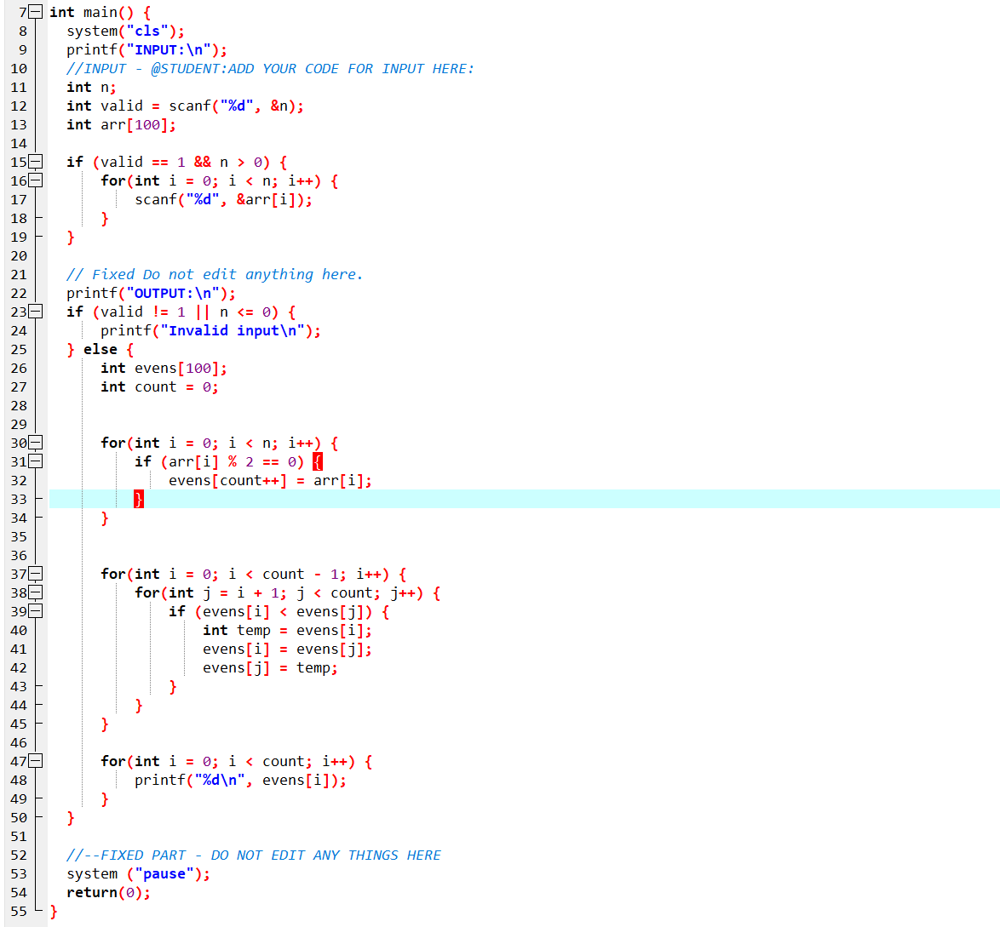 7 int main() {
8 system("cls");
9 printf("INPUT:\n");
10 //INPUT - @STUDENT:ADD YOUR CODE FOR INPUT HERE:
11 int n;
12 int valid = scanf("%d", &n);
13 int arr[100];
14
15 if (valid == 1 && n > 0) {
16 for(int i = 0; i < n; i++) {
17 scanf("%d", &arr[i]);
18 }
19 }
20
21 // Fixed Do not edit anything here.
22 printf("OUTPUT:\n");
23 if (valid != 1 || n <= 0) {
24 printf("Invalid input\n");
25 } else {
26 int evens[100];
27 int count = 0;
28
29
30 for(int i = 0; i < n; i++) {
31 if (arr[i] % 2 == 0) {
32 evens[count++] = arr[i];
33 }
34 }
35
36
37 for(int i = 0; i < count - 1; i++) {
38 for(int j = i + 1; j < count; j++) {
39 if (evens[i] < evens[j]) {
40 int temp = evens[i];
41 evens[i] = evens[j];
42 evens[j] = temp;
43 }
44 }
45 }
46
47 for(int i = 0; i < count; i++) {
48 printf("%d\n", evens[i]);
49 }
50 }
51
52 //--FIXED PART - DO NOT EDIT ANY THINGS HERE
53 system ("pause");
54 return(0);
55 }